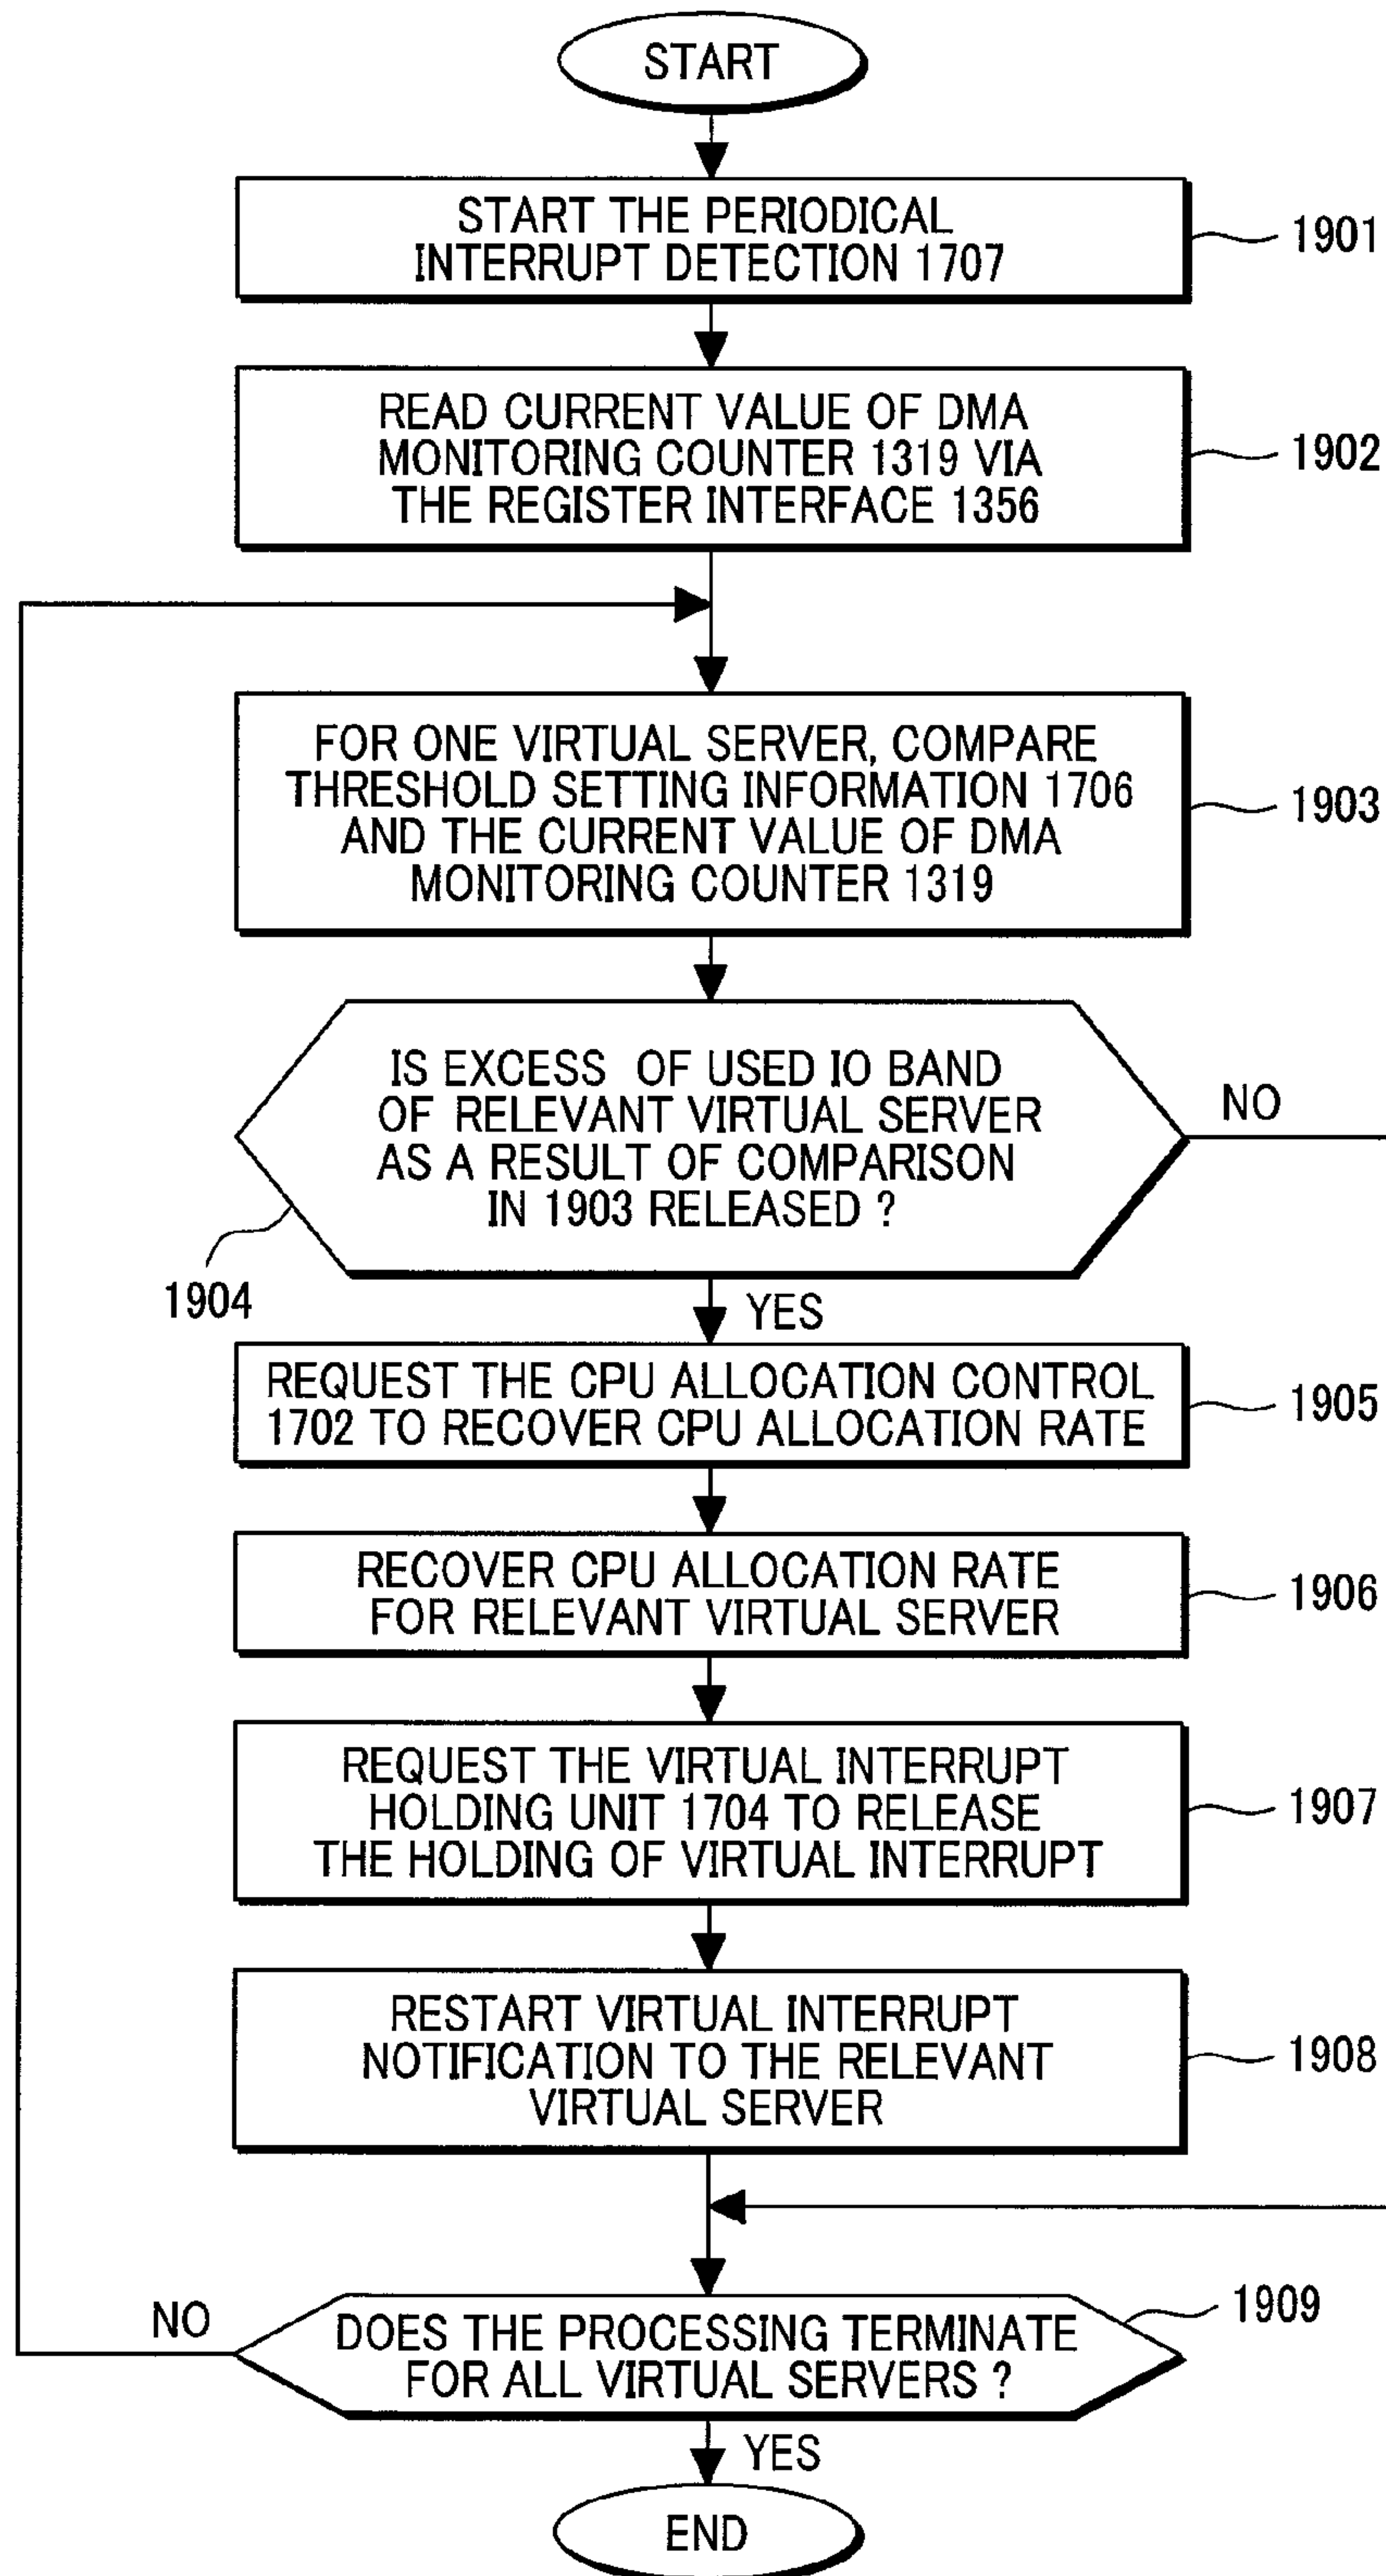 START
START THE PERIODICAL
INTERRUPT DETECTION 1707
1901
READ CURRENT VALUE OF DMA
MONITORING COUNTER 1319 VIA
THE REGISTER INTERFACE 1356
1902
FOR ONE VIRTUAL SERVER, COMPARE
THRESHOLD SETTING INFORMATION 1706
AND THE CURRENT VALUE OF DMA
MONITORING COUNTER 1319
1903
IS EXCESS OF USED IO BAND
OF RELEVANT VIRTUAL SERVER
AS A RESULT OF COMPARISON
IN 1903 RELEASED ?
NO
1904
YES
REQUEST THE CPU ALLOCATION CONTROL
1702 TO RECOVER CPU ALLOCATION RATE
1905
RECOVER CPU ALLOCATION RATE
FOR RELEVANT VIRTUAL SERVER
1906
REQUEST THE VIRTUAL INTERRUPT
HOLDING UNIT 1704 TO RELEASE
THE HOLDING OF VIRTUAL INTERRUPT
1907
RESTART VIRTUAL INTERRUPT
NOTIFICATION TO THE RELEVANT
VIRTUAL SERVER
1908
NO
DOES THE PROCESSING TERMINATE
FOR ALL VIRTUAL SERVERS ?
1909
YES
END